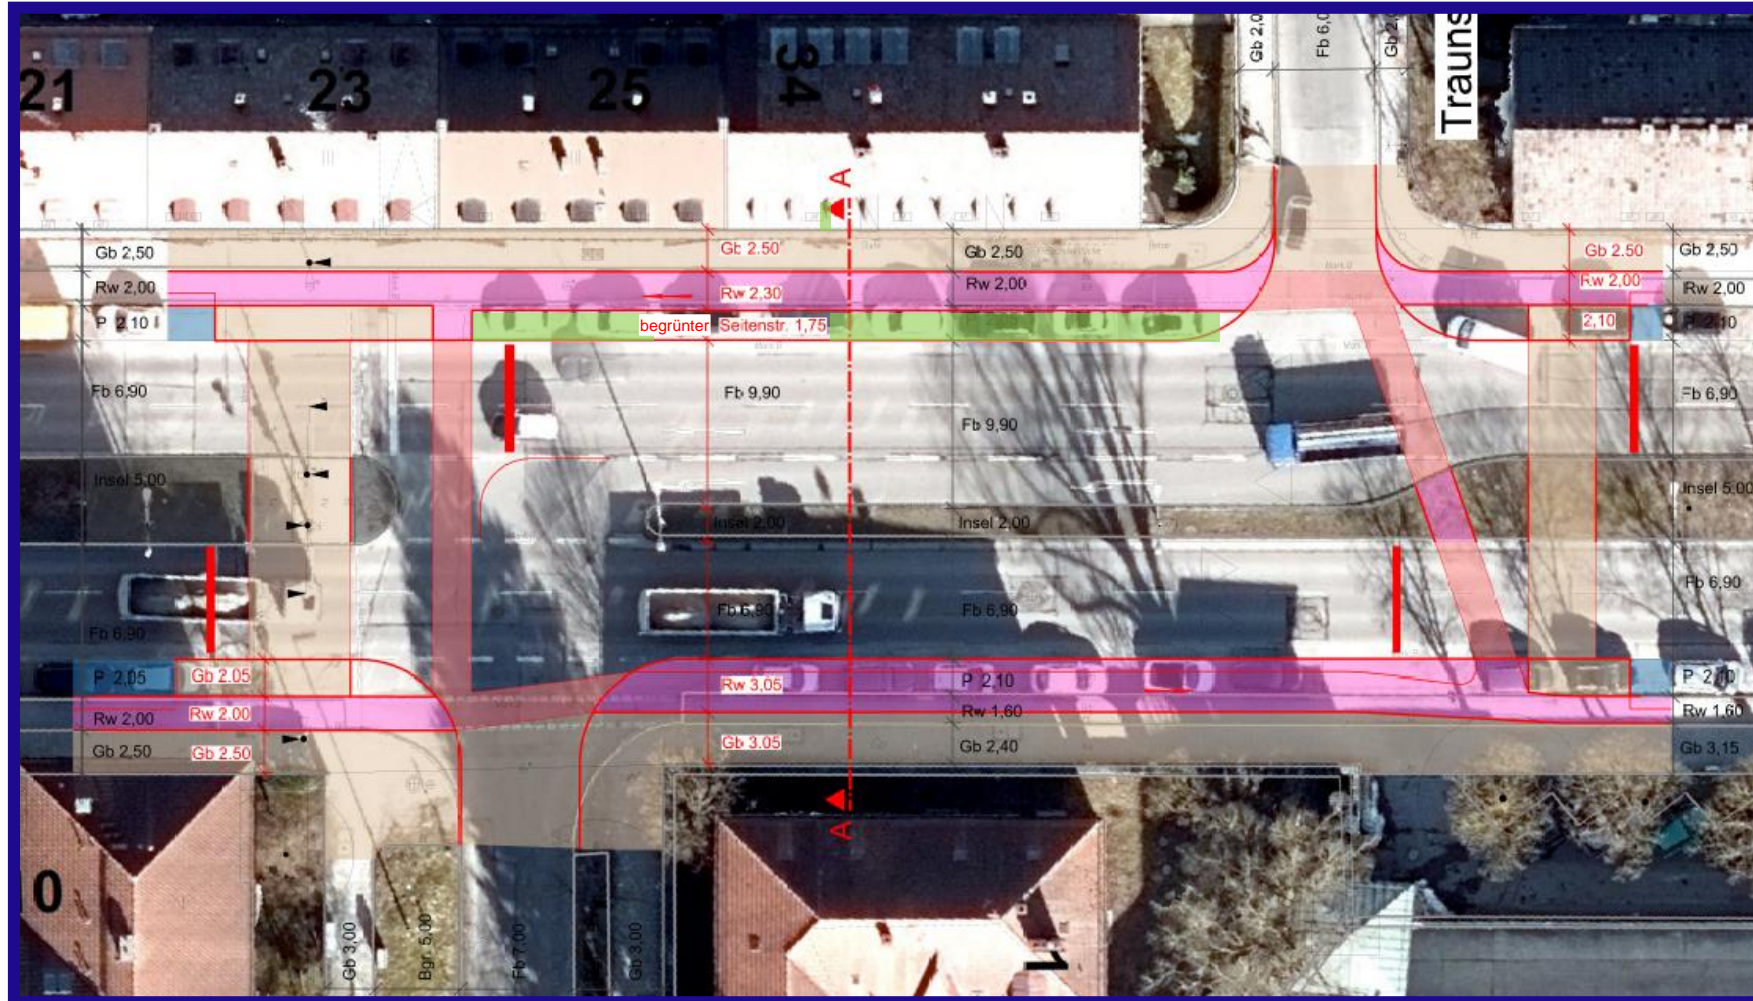 21
23
25
34
Gb 2,0
Fb 6,0
Gb 2,
Trauns
A
Gb 2,50
Gb 2.50
Gb 2,50
Gb 2.50
Gb 2,50
Rw 2,00
Rw 2,30
Rw 2,00
Rw 2,00
Rw 2,00
P 2,10
begrünter Seitenstr. 1,75
2,10
P 2,10
Fb 6,90
Fb 9,90
Fb 9,90
Fb 6,90
Insel 5,00
Insel 2,00
Insel 2,00
Insel 5,00
Fb 6,90
Fb 6,90
Fb 6,90
Fb 6,90
P 2,05
Gb 2.05
Rw 3,05
P 2,10
P 2,10
Rw 2,00
Rw 2.00
Rw 1,60
Rw 1,60
Gb 2,50
Gb 2.50
Gb 3.05
Gb 2,40
Gb 3,15
A
10
Gb 3,00
Bgr. 5,00
Fb 7,00
Gb 3,00
1